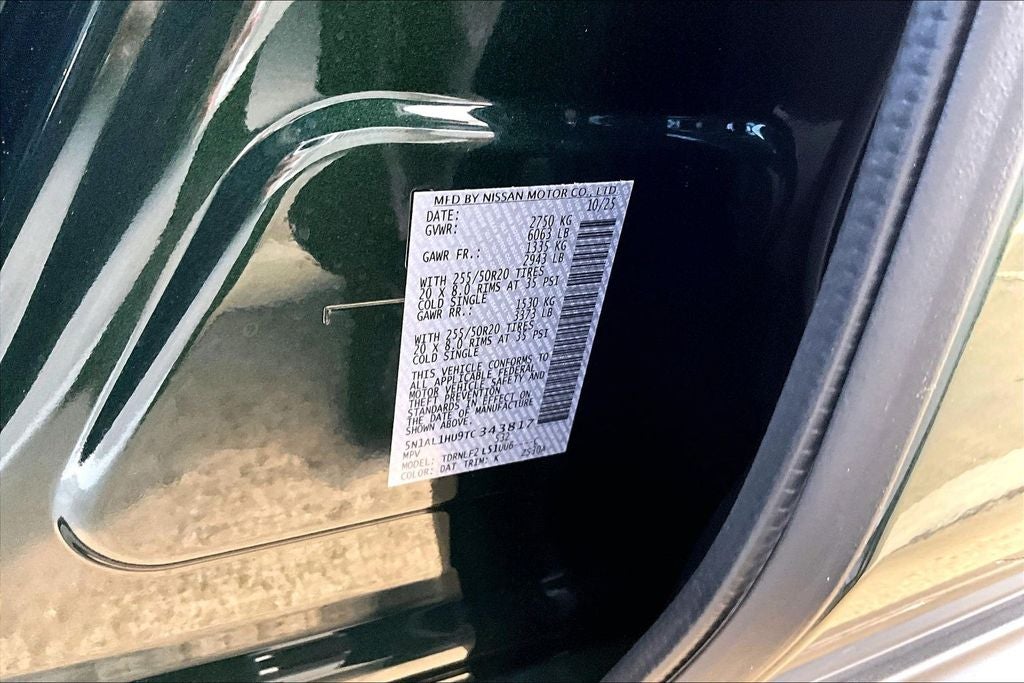 MFD BY NISSAN MOTOR CO., LTD.
DATE: 10/25
GVWR: 2750 KG
6063 LB
GAWR FR.: 1335 KG
2943 LB
WITH 255/50R20 TIRES
20 X 8.0 RIMS AT 35 PSI
COLD SINGLE
GAWR RR.: 1530 KG
3373 LB
WITH 255/50R20 TIRES
20 X 8.0 RIMS AT 35 PSI
COLD SINGLE
THIS VEHICLE CONFORMS TO
ALL APPLICABLE FEDERAL
MOTOR VEHICLE SAFETY AND
THEFT PREVENTION
STANDARDS IN EFFECT ON
THE DATE OF MANUFACTURE
SHOWN ABOVE.
5N1AL1HU9TC343817
MPV S32
MODEL: TDRNLF2 L51UU6
COLOR: DAT TRIM: K